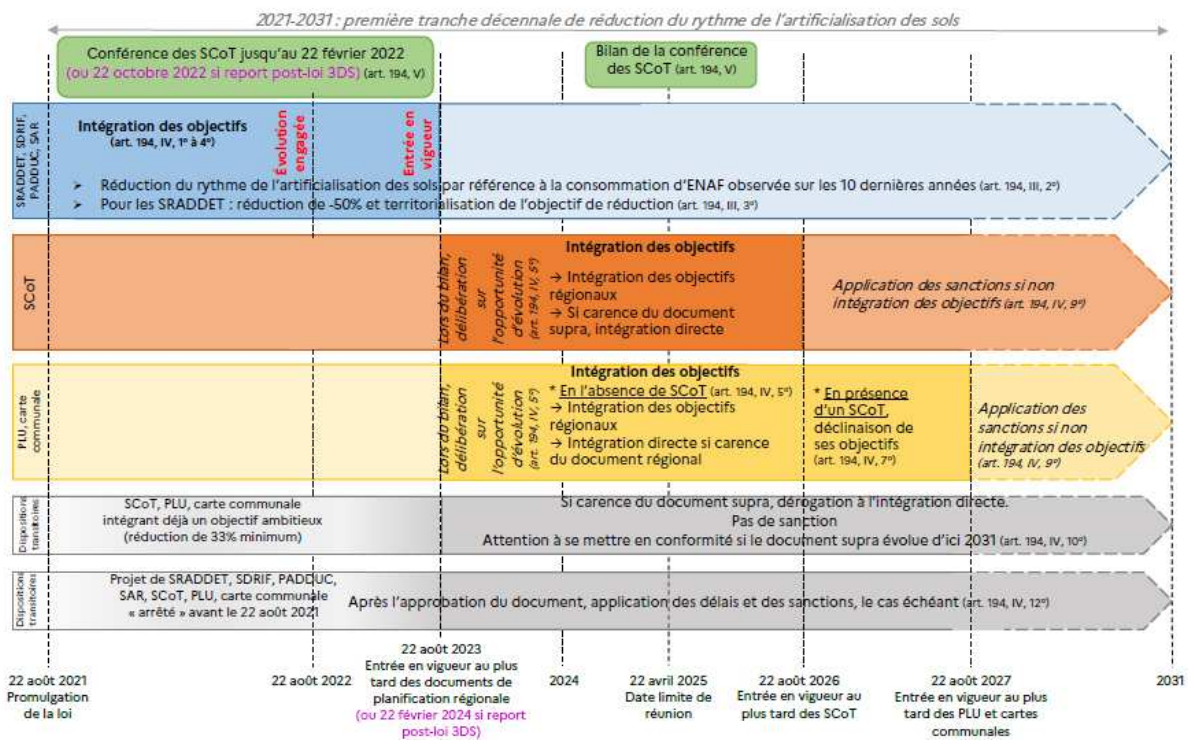 2021-2031 : première tranche décennale de réduction du rythme de l'artificialisation des sols
Conférence des SCoT jusqu'au 22 février 2022
(ou 22 octobre 2022 si report post-loi 3DS) (art. 194, V)
Bilan de la conférence
des SCoT (art. 194, V)
SRADDET, SDRIF,
PADDUC, SAR
Intégration des objectifs
(art. 194, IV, 1° à 4°)
Évolution
engagée
Entrée en
vigueur
➢ Réduction du rythme de l'artificialisation des sols par référence à la consommation d'ENAF observée sur les 10 dernières années (art. 194, III, 2°)
➢ Pour les SRADDET : réduction de -50% et territorialisation de l'objectif de réduction (art. 194, III, 3°)
SCoT
Lors du bilan,
délibération
sur
l'opportunité
d'évolution
(art. 194, IV, 5°)
Intégration des objectifs
→ Intégration des objectifs
régionaux
→ Si carence du document
supra, intégration directe
Application des sanctions si non
intégration des objectifs (art. 194, IV, 9°)
PLU, carte
communale
Lors du bilan,
délibération
sur
l'opportunité
d'évolution
(art. 194, IV, 5°)
Intégration des objectifs
* En l'absence de SCoT (art. 194, IV, 5°)
→ Intégration des objectifs
régionaux
→ Intégration directe si carence
du document régional
* En présence
d'un SCoT,
déclinaison de
ses objectifs
(art. 194, IV, 7°)
Application des
sanctions si non
intégration des objectifs
(art. 194, IV, 9°)
Dispositions
transitoires
SCoT, PLU, carte communale
intégrant déjà un objectif ambitieux
(réduction de 33% minimum)
Si carence du document supra, dérogation à l'intégration directe.
Pas de sanction
Attention à se mettre en conformité si le document supra évolue d'ici 2031 (art. 194, IV, 10°)
Dispositions
transitoires
Projet de SRADDET, SDRIF, PADDUC,
SAR, SCoT, PLU, carte communale
« arrêté » avant le 22 août 2021
Après l'approbation du document, application des délais et des sanctions, le cas échéant (art. 194, IV, 12°)
22 août 2021
Promulgation
de la loi
22 août 2022
22 août 2023
Entrée en vigueur au plus
tard des documents de
planification régionale
(ou 22 février 2024 si report
post-loi 3DS)
2024
22 avril 2025
Date limite de
réunion
22 août 2026
Entrée en vigueur au
plus tard des SCoT
22 août 2027
Entrée en vigueur au plus
tard des PLU et cartes
communales
2031